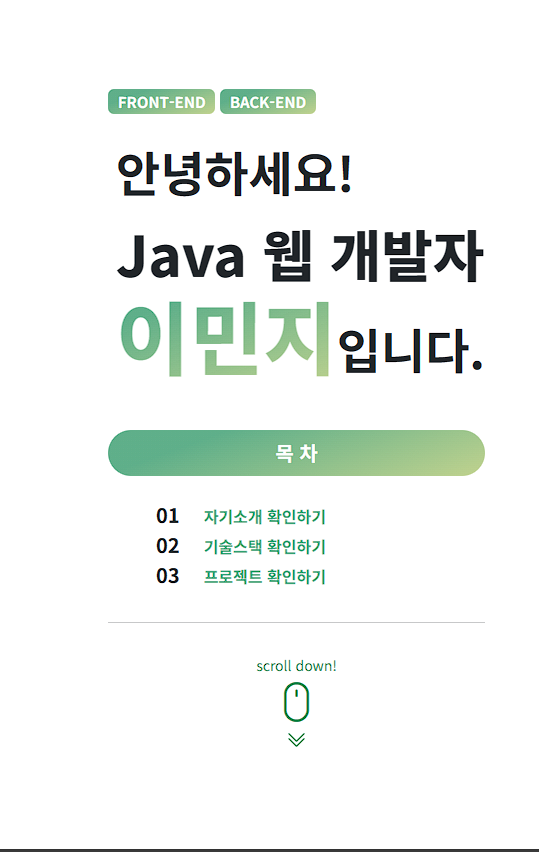 FRONT-END BACK-END
안녕하세요!
Java 웹 개발자
이민지입니다.
목 차
01 자기소개 확인하기
02 기술스택 확인하기
03 프로젝트 확인하기
scroll down!